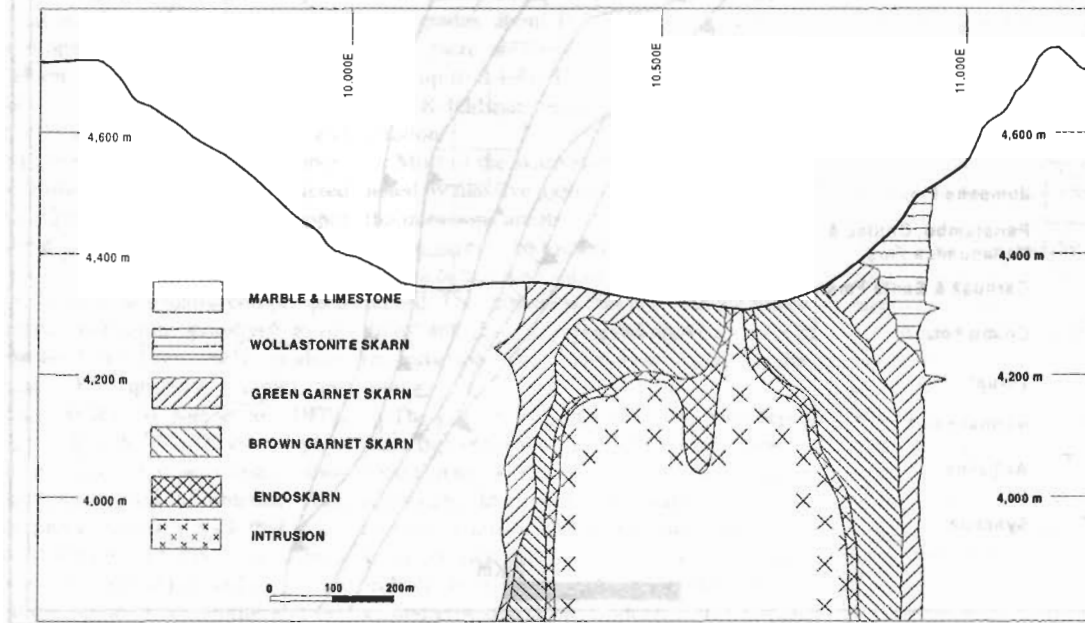 10.000E
10.500E
11.000E
4,600 m
4,600 m
4,400 m
4,400 m
MARBLE & LIMESTONE
WOLLASTONITE SKARN
4,200 m
4,200 m
GREEN GARNET SKARN
BROWN GARNET SKARN
4,000 m
4,000 m
ENDOSKARN
INTRUSION
0 100 200m